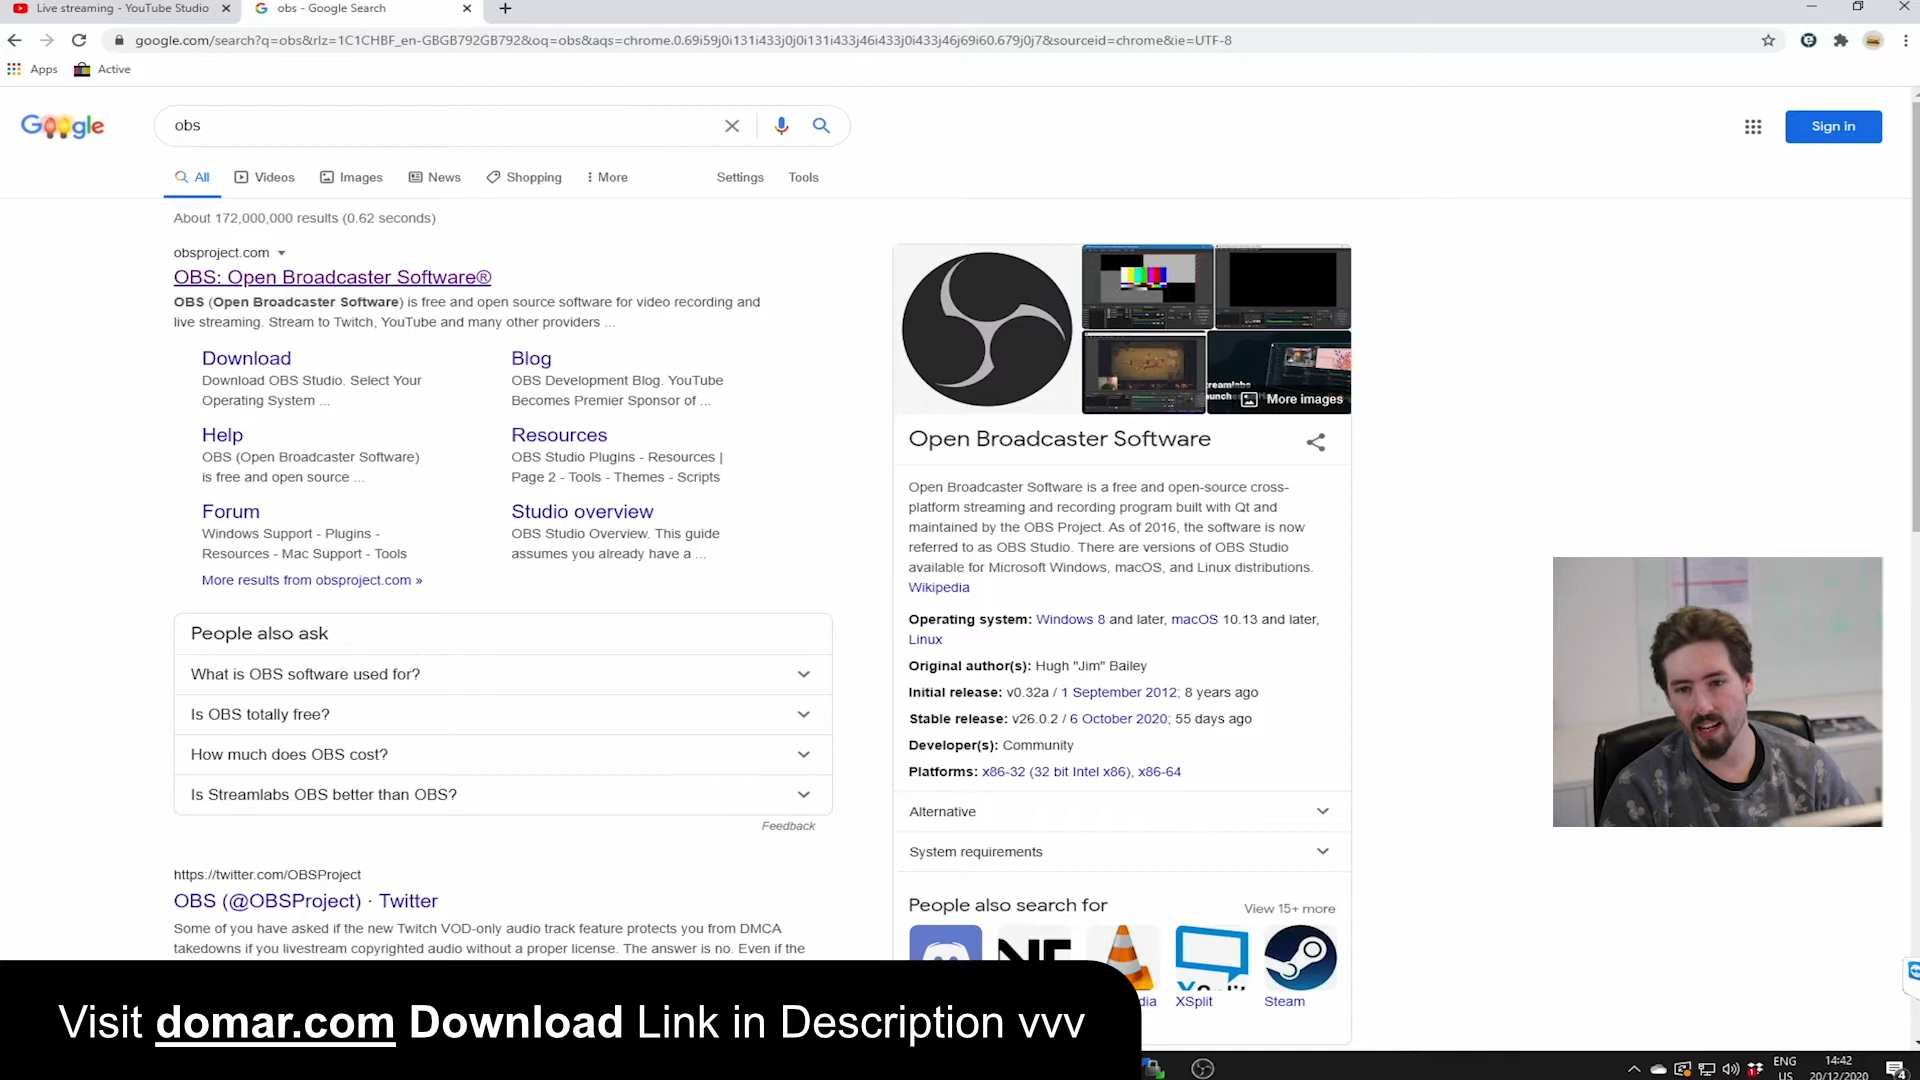 Live streaming - YouTube Studio
obs - Google Search
google.com/search?q=obs&rlz=1C1CHBF_en-GBGB792GB792&oq=obs&aqs=chrome.0.69i59j0i131i433j0j0i131i433j46i433j0i433j46j69i60.679j0j7&sourceid=chrome&ie=UTF-8
Apps
Active
Google
obs
Sign in
All
Videos
Images
News
Shopping
More
Settings
Tools
About 172,000,000 results (0.62 seconds)
obsproject.com
OBS: Open Broadcaster Software®
OBS (Open Broadcaster Software) is free and open source software for video recording and
live streaming. Stream to Twitch, YouTube and many other providers ...
Download
Download OBS Studio. Select Your
Operating System ...
Blog
OBS Development Blog. YouTube
Becomes Premier Sponsor of ...
Help
OBS (Open Broadcaster Software)
is free and open source ...
Resources
OBS Studio Plugins - Resources |
Page 2 - Tools - Themes - Scripts
Forum
Windows Support - Plugins -
Resources - Mac Support - Tools
Studio overview
OBS Studio Overview. This guide
assumes you already have a ...
More results from obsproject.com »
People also ask
What is OBS software used for?
Is OBS totally free?
How much does OBS cost?
Is Streamlabs OBS better than OBS?
Feedback
https://twitter.com/OBSProject
OBS (@OBSProject) · Twitter
Some of you have asked if the new Twitch VOD-only audio track feature protects you from DMCA
takedowns if you livestream copyrighted audio without a proper license. The answer is no. Even if the
More images
Open Broadcaster Software
Open Broadcaster Software is a free and open-source cross-
platform streaming and recording program built with Qt and
maintained by the OBS Project. As of 2016, the software is now
referred to as OBS Studio. There are versions of OBS Studio
available for Microsoft Windows, macOS, and Linux distributions.
Wikipedia
Operating system: Windows 8 and later, macOS 10.13 and later,
Linux
Original author(s): Hugh "Jim" Bailey
Initial release: v0.32a / 1 September 2012; 8 years ago
Stable release: v26.0.2 / 6 October 2020; 55 days ago
Developer(s): Community
Platforms: x86-32 (32 bit Intel x86), x86-64
Alternative
System requirements
People also search for
View 15+ more
XSplit
Steam
Visit domar.com Download Link in Description vvv
ENG
US
14:42
20/12/2020
4